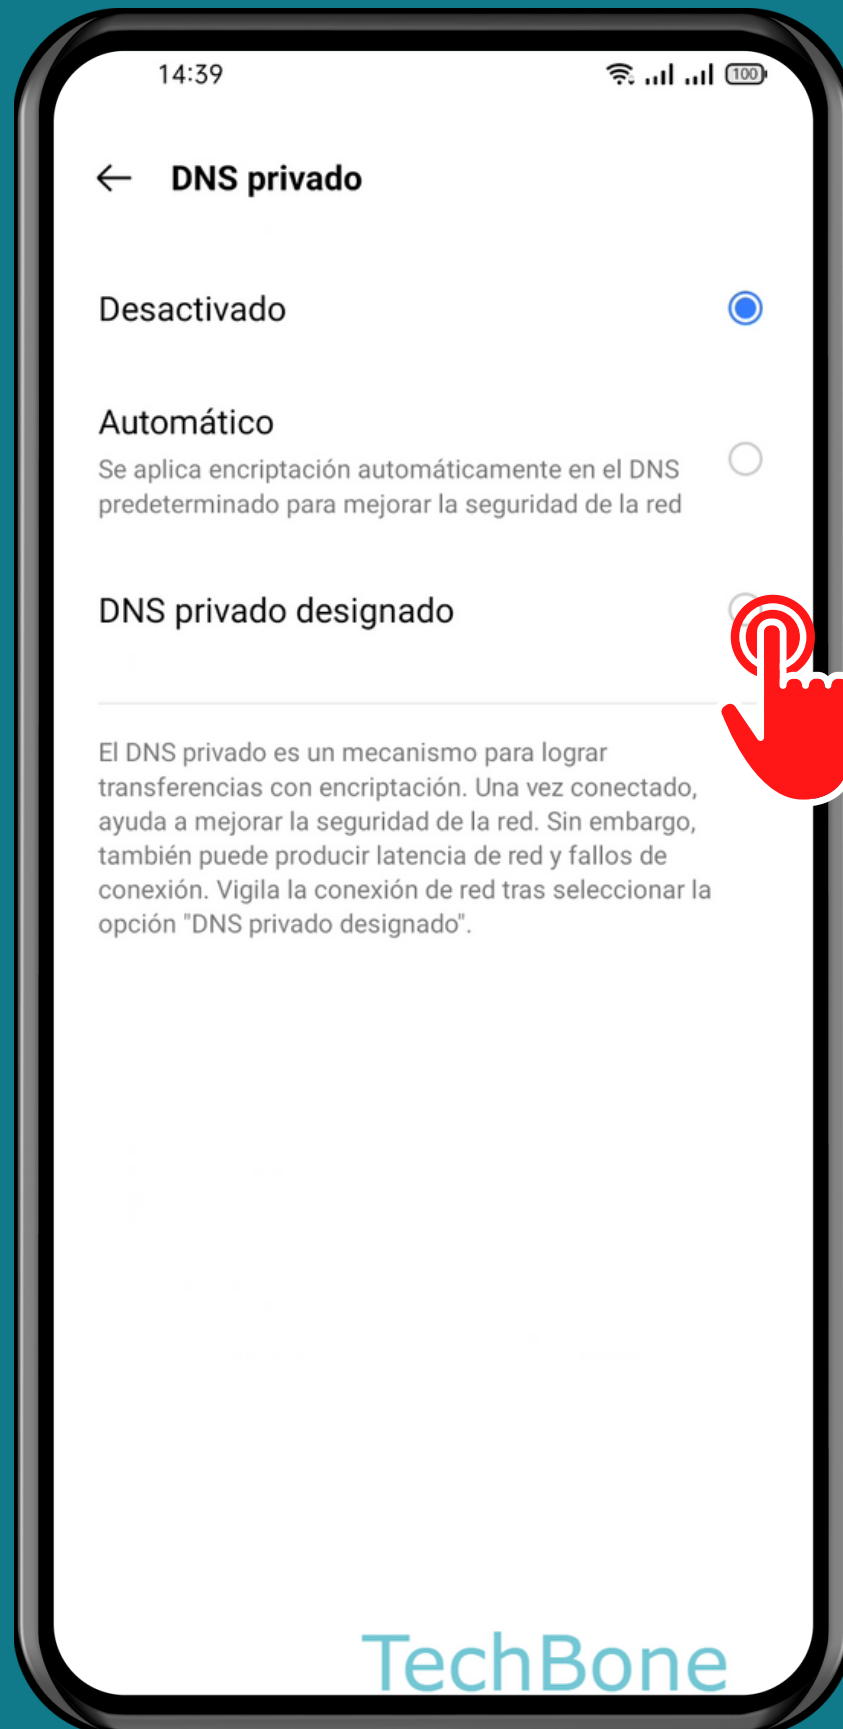 14:39
100
DNS privado
Desactivado
Automático
Se aplica encriptación automáticamente en el DNS
predeterminado para mejorar la seguridad de la red
DNS privado designado
El DNS privado es un mecanismo para lograr
transferencias con encriptación. Una vez conectado,
ayuda a mejorar la seguridad de la red. Sin embargo,
también puede producir latencia de red y fallos de
conexión. Vigila la conexión de red tras seleccionar la
opción "DNS privado designado".
TechBone